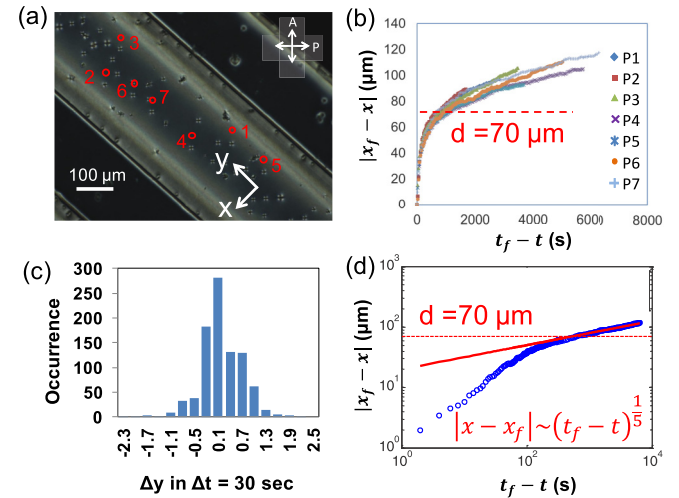 (a)
A
P
3
2
6
7
4
1
5
y
x
100 μm
(b)
|x_f − x| (μm)
140
120
100
80
60
40
20
0
d =70 μm
P1
P2
P3
P4
P5
P6
P7
0 2000 4000 6000 8000
t_f − t (s)
(c)
Occurrence
300
250
200
150
100
50
0
-2.3 -1.7 -1.1 -0.5 0.1 0.7 1.3 1.9 2.5
Δy in Δt = 30 sec
(d)
|x_f − x| (μm)
10^3
10^2
10^1
10^0
d =70 μm
|x − x_f|~(t_f − t)^{1/5}
10^0 10^2 10^4
t_f − t (s)